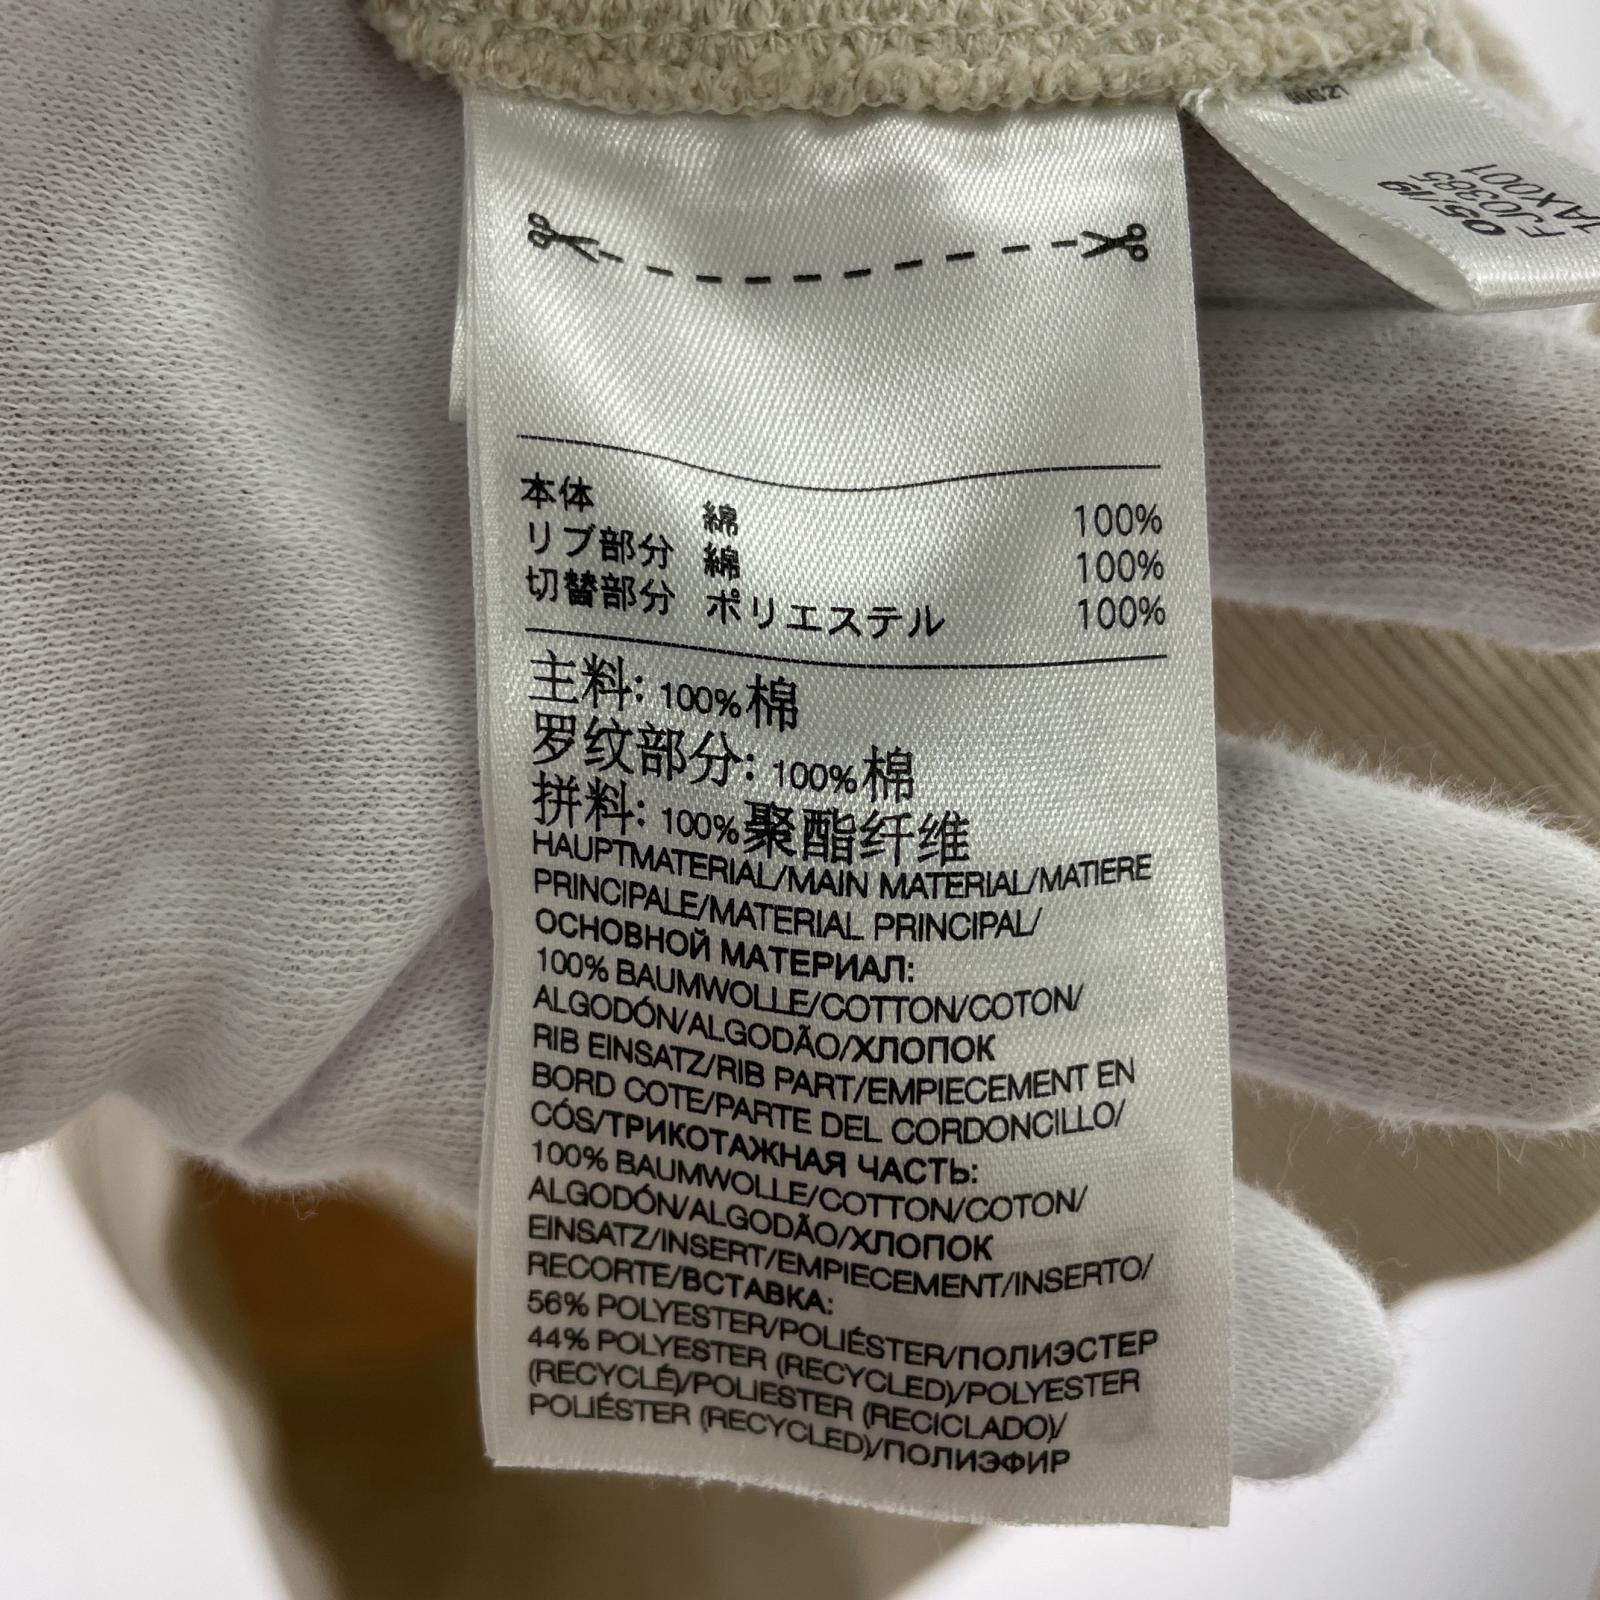 本体 綿 100%
リブ部分 綿 100%
切替部分 ポリエステル 100%
主料: 100%棉
罗纹部分: 100%棉
拼料: 100%聚酯纤维
HAUPTMATERIAL/MAIN MATERIAL/MATIERE
PRINCIPALE/MATERIAL PRINCIPAL/
ОСНОВНОЙ МАТЕРИАЛ:
100% BAUMWOLLE/COTTON/COTON/
ALGODÓN/ALGODÃO/ХЛОПОК
RIB EINSATZ/RIB PART/EMPIECEMENT EN
BORD COTE/PARTE DEL CORDONCILLO/
CÓS/ТРИКОТАЖНАЯ ЧАСТЬ:
100% BAUMWOLLE/COTTON/COTON/
ALGODÓN/ALGODÃO/ХЛОПОК
EINSATZ/INSERT/EMPIECEMENT/INSERTO/
RECORTE/ВСТАВКА:
56% POLYESTER/POLIÉSTER/ПОЛИЭСТЕР
44% POLYESTER (RECYCLED)/POLYESTER
(RECYCLÉ)/POLIESTER (RECICLADO)/
POLIÉSTER (RECYCLED)/ПОЛИЭФИР
05/19
FJ0385
1AX001